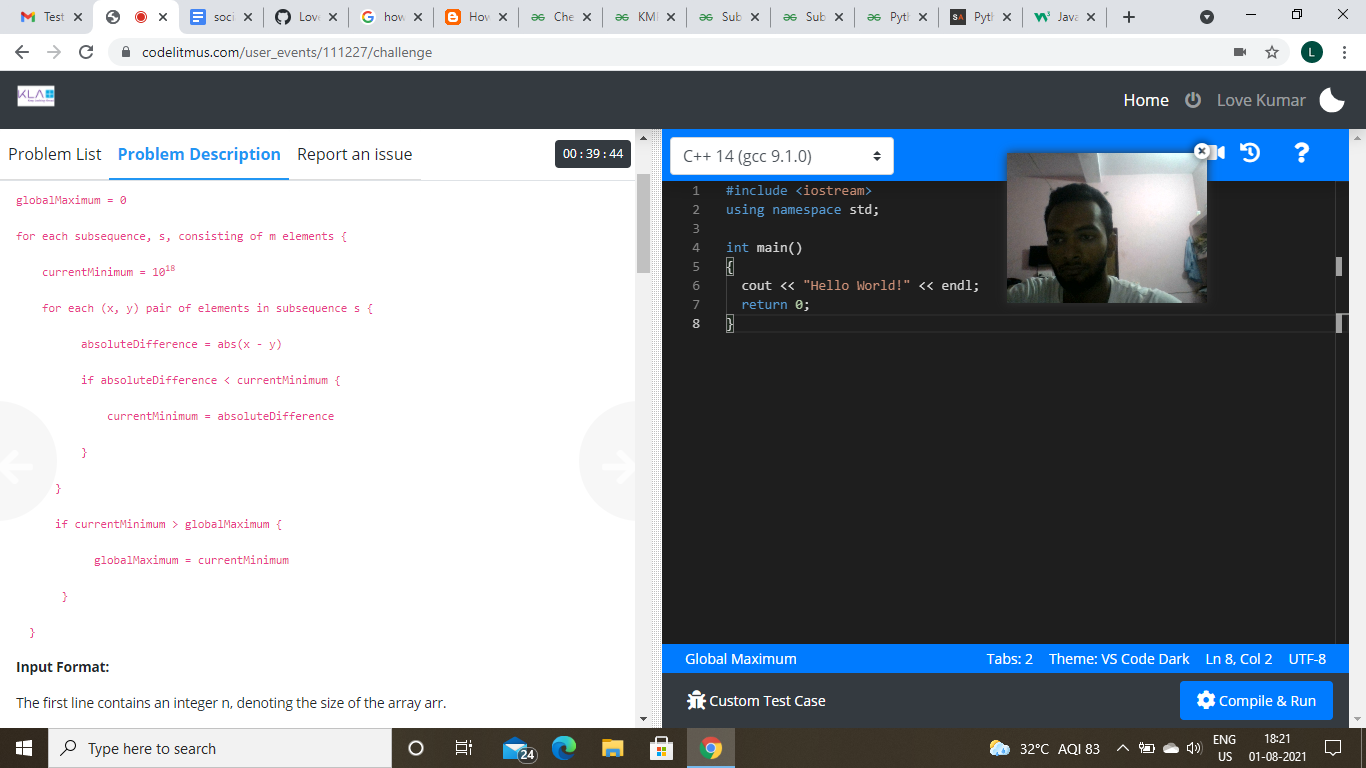 Test
soci
Love
how
How
Che
KMI
Sub
Sub
Pyth
Pyth
Java
codelitmus.com/user_events/111227/challenge
L
KLA
Home
Love Kumar
Problem List
Problem Description
Report an issue
00:39:44
globalMaximum = 0
for each subsequence, s, consisting of m elements {
currentMinimum = 10^18
for each (x, y) pair of elements in subsequence s {
absoluteDifference = abs(x - y)
if absoluteDifference < currentMinimum {
currentMinimum = absoluteDifference
}
}
if currentMinimum > globalMaximum {
globalMaximum = currentMinimum
}
}
Input Format:
The first line contains an integer n, denoting the size of the array arr.
C++ 14 (gcc 9.1.0)
1 #include <iostream>
2 using namespace std;
3
4 int main()
5 {
6 cout << "Hello World!" << endl;
7 return 0;
8 }
Global Maximum
Tabs: 2 Theme: VS Code Dark Ln 8, Col 2 UTF-8
Custom Test Case
Compile & Run
Type here to search
24
32°C AQI 83
ENG
US
18:21
01-08-2021